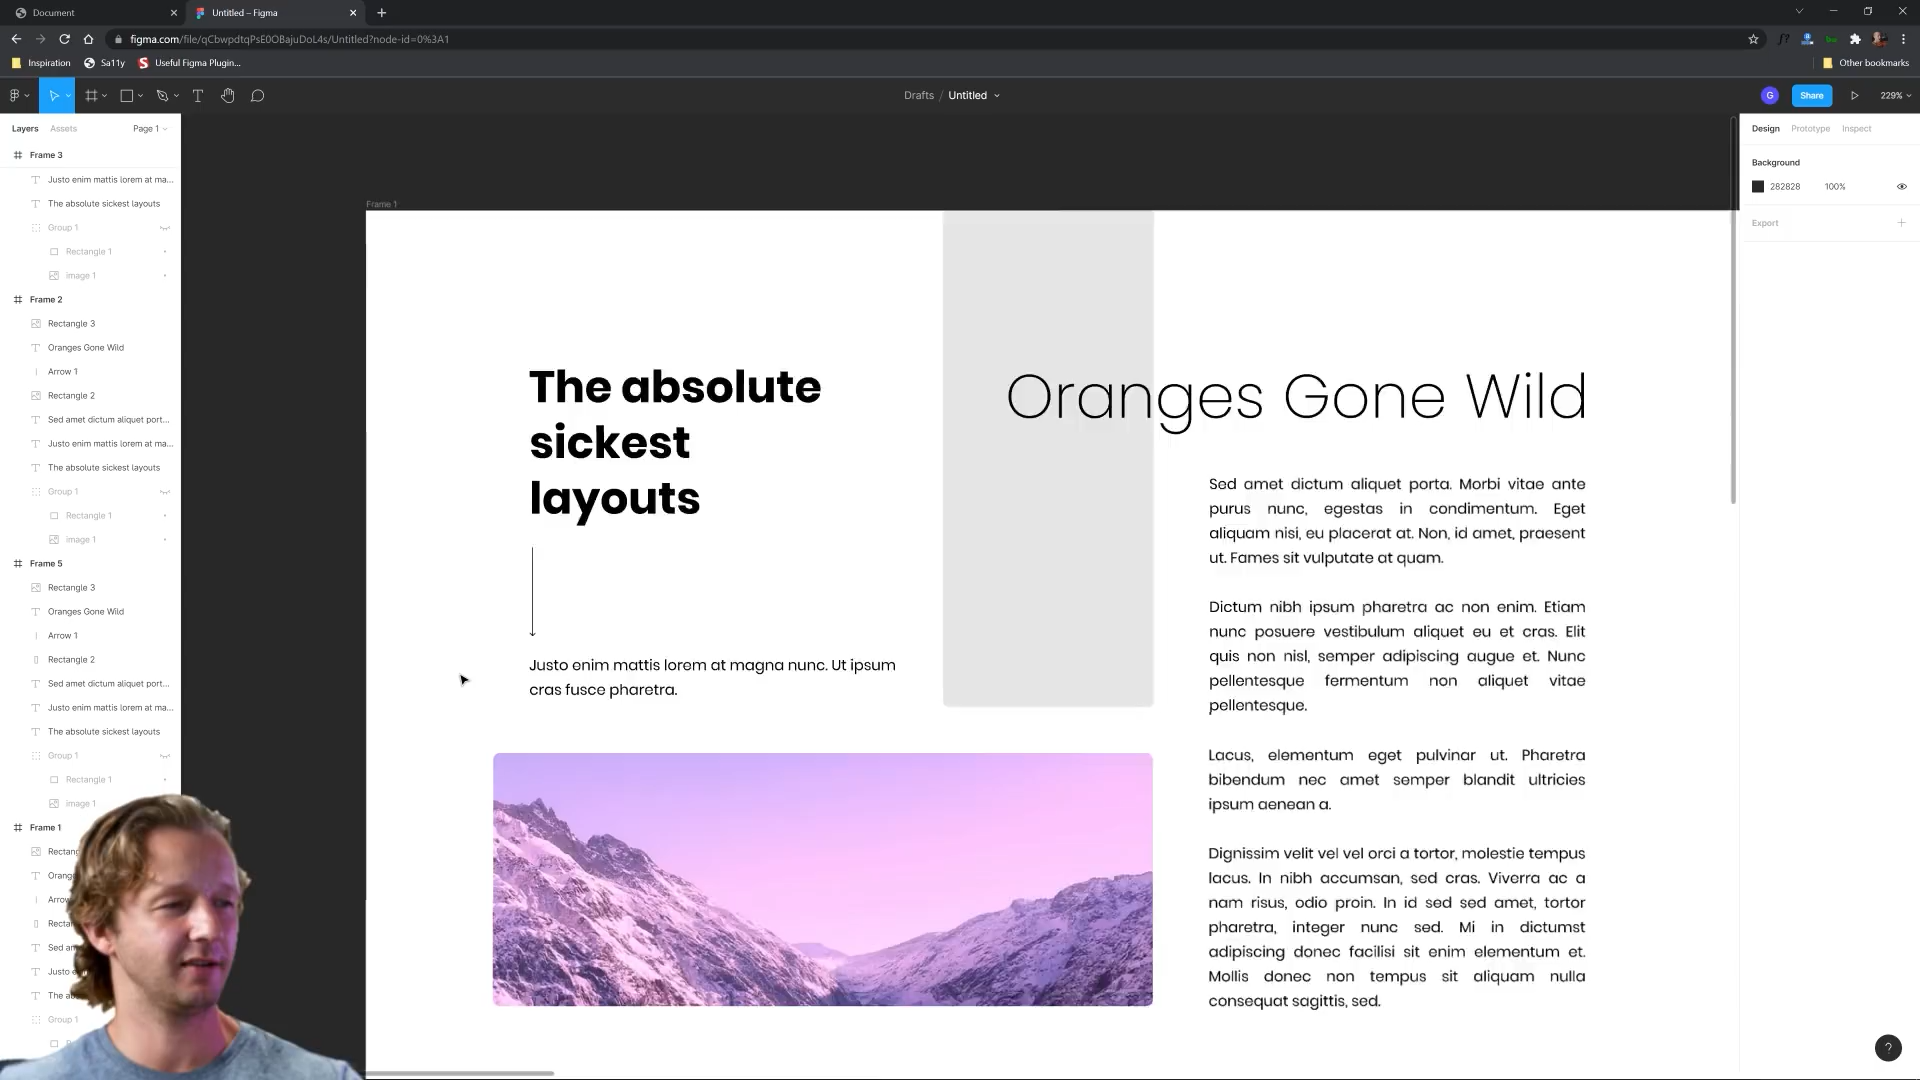 Document
Untitled – Figma
figma.com/file/qCbwpdtqPsE0OBajuDoL4s/Untitled?node-id=0%3A1
Inspiration
Sa11y
Useful Figma Plugin...
Other bookmarks
Drafts / Untitled
G
Share
229%
Layers
Assets
Page 1
Frame 3
Justo enim mattis lorem at ma...
The absolute sickest layouts
Group 1
Rectangle 1
image 1
Frame 2
Rectangle 3
Oranges Gone Wild
Arrow 1
Rectangle 2
Sed amet dictum aliquet port...
Justo enim mattis lorem at ma...
The absolute sickest layouts
Group 1
Rectangle 1
image 1
Frame 5
Rectangle 3
Oranges Gone Wild
Arrow 1
Rectangle 2
Sed amet dictum aliquet port...
Justo enim mattis lorem at ma...
The absolute sickest layouts
Group 1
Rectangle 1
image 1
Frame 1
Group 1
Frame 1
The absolute
sickest
layouts
Justo enim mattis lorem at magna nunc. Ut ipsum
cras fusce pharetra.
Oranges Gone Wild
Sed amet dictum aliquet porta. Morbi vitae ante
purus nunc, egestas in condimentum. Eget
aliquam nisi, eu placerat at. Non, id amet, praesent
ut. Fames sit vulputate at quam.
Dictum nibh ipsum pharetra ac non enim. Etiam
nunc posuere vestibulum aliquet eu et cras. Elit
quis non nisl, semper adipiscing augue et. Nunc
pellentesque fermentum non aliquet vitae
pellentesque.
Lacus, elementum eget pulvinar ut. Pharetra
bibendum nec amet semper blandit ultricies
ipsum aenean a.
Dignissim velit vel vel orci a tortor, molestie tempus
lacus. In nibh accumsan, sed cras. Viverra ac a
nam risus, odio proin. In id sed sed amet, tortor
pharetra, integer nunc sed. Mi in dictumst
adipiscing donec facilisi sit enim elementum et.
Mollis donec non tempus sit aliquam nulla
consequat sagittis, sed.
Design
Prototype
Inspect
Background
282828
100%
Export
?